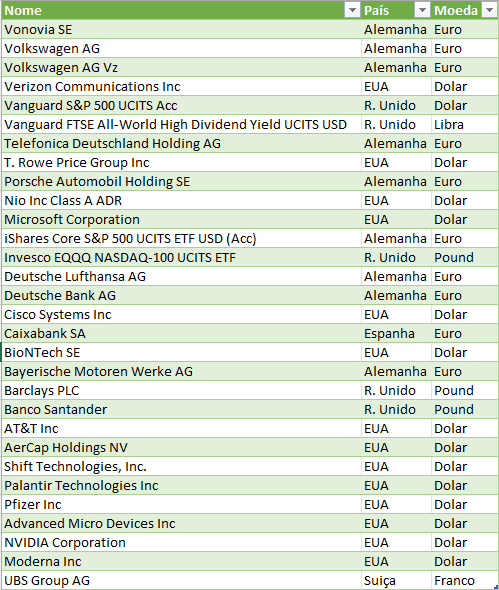 Nome País Moeda
Vonovia SE Alemanha Euro
Volkswagen AG Alemanha Euro
Volkswagen AG Vz Alemanha Euro
Verizon Communications Inc EUA Dolar
Vanguard S&P 500 UCITS Acc R. Unido Dolar
Vanguard FTSE All-World High Dividend Yield UCITS USD R. Unido Libra
Telefonica Deutschland Holding AG Alemanha Euro
T. Rowe Price Group Inc EUA Dolar
Porsche Automobil Holding SE Alemanha Euro
Nio Inc Class A ADR EUA Dolar
Microsoft Corporation EUA Dolar
iShares Core S&P 500 UCITS ETF USD (Acc) Alemanha Euro
Invesco EQQQ NASDAQ-100 UCITS ETF R. Unido Pound
Deutsche Lufthansa AG Alemanha Euro
Deutsche Bank AG Alemanha Euro
Cisco Systems Inc EUA Dolar
Caixabank SA Espanha Euro
BioNTech SE EUA Dolar
Bayerische Motoren Werke AG Alemanha Euro
Barclays PLC R. Unido Pound
Banco Santander R. Unido Pound
AT&T Inc EUA Dolar
AerCap Holdings NV EUA Dolar
Shift Technologies, Inc. EUA Dolar
Palantir Technologies Inc EUA Dolar
Pfizer Inc EUA Dolar
Advanced Micro Devices Inc EUA Dolar
NVIDIA Corporation EUA Dolar
Moderna Inc EUA Dolar
UBS Group AG Suiça Franco